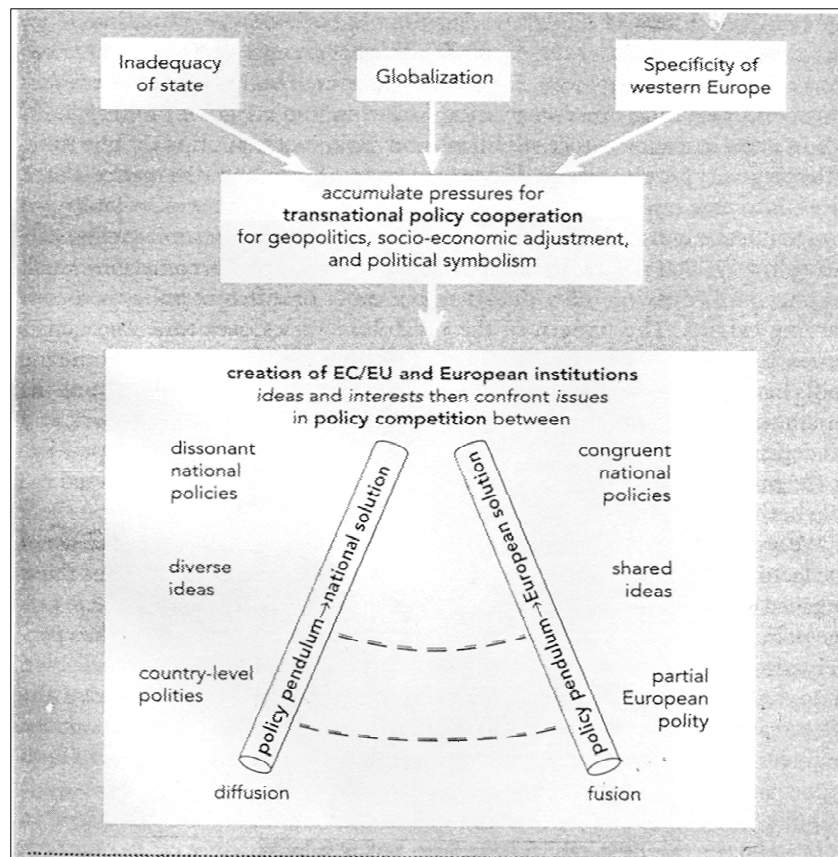 Inadequacy
of state
Globalization
Specificity of
western Europe
accumulate pressures for
transnational policy cooperation
for geopolitics, socio-economic adjustment,
and political symbolism
creation of EC/EU and European institutions
ideas and interests then confront issues
in policy competition between
dissonant
national
policies
congruent
national
policies
policy pendulum→national solution
policy pendulum→European solution
diverse
ideas
shared
ideas
country-level
polities
partial
European
polity
diffusion
fusion